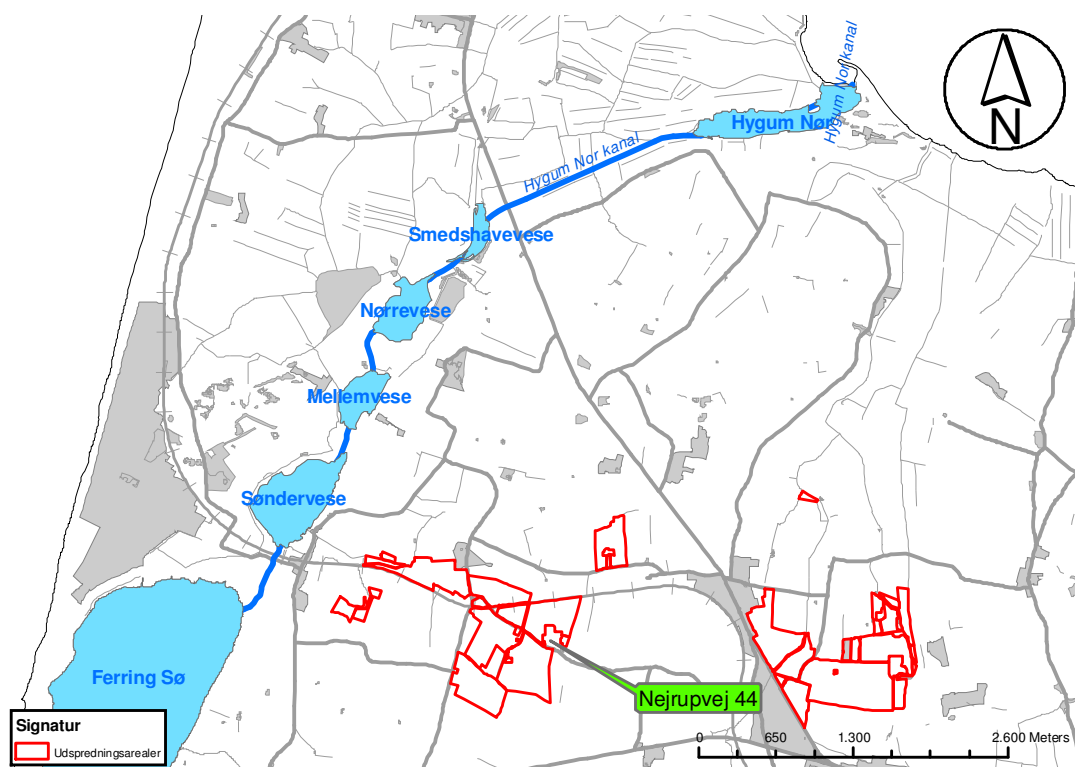 Hygum Nor kanal
Hygum Nor
Hygum Nor kanal
N
Smedshavevese
Nørrevese
Mellemvese
Søndervese
Ferring Sø
Nejrupvej 44
Signatur
Udspredningsarealer
0 650 1.300 2.600 Meters